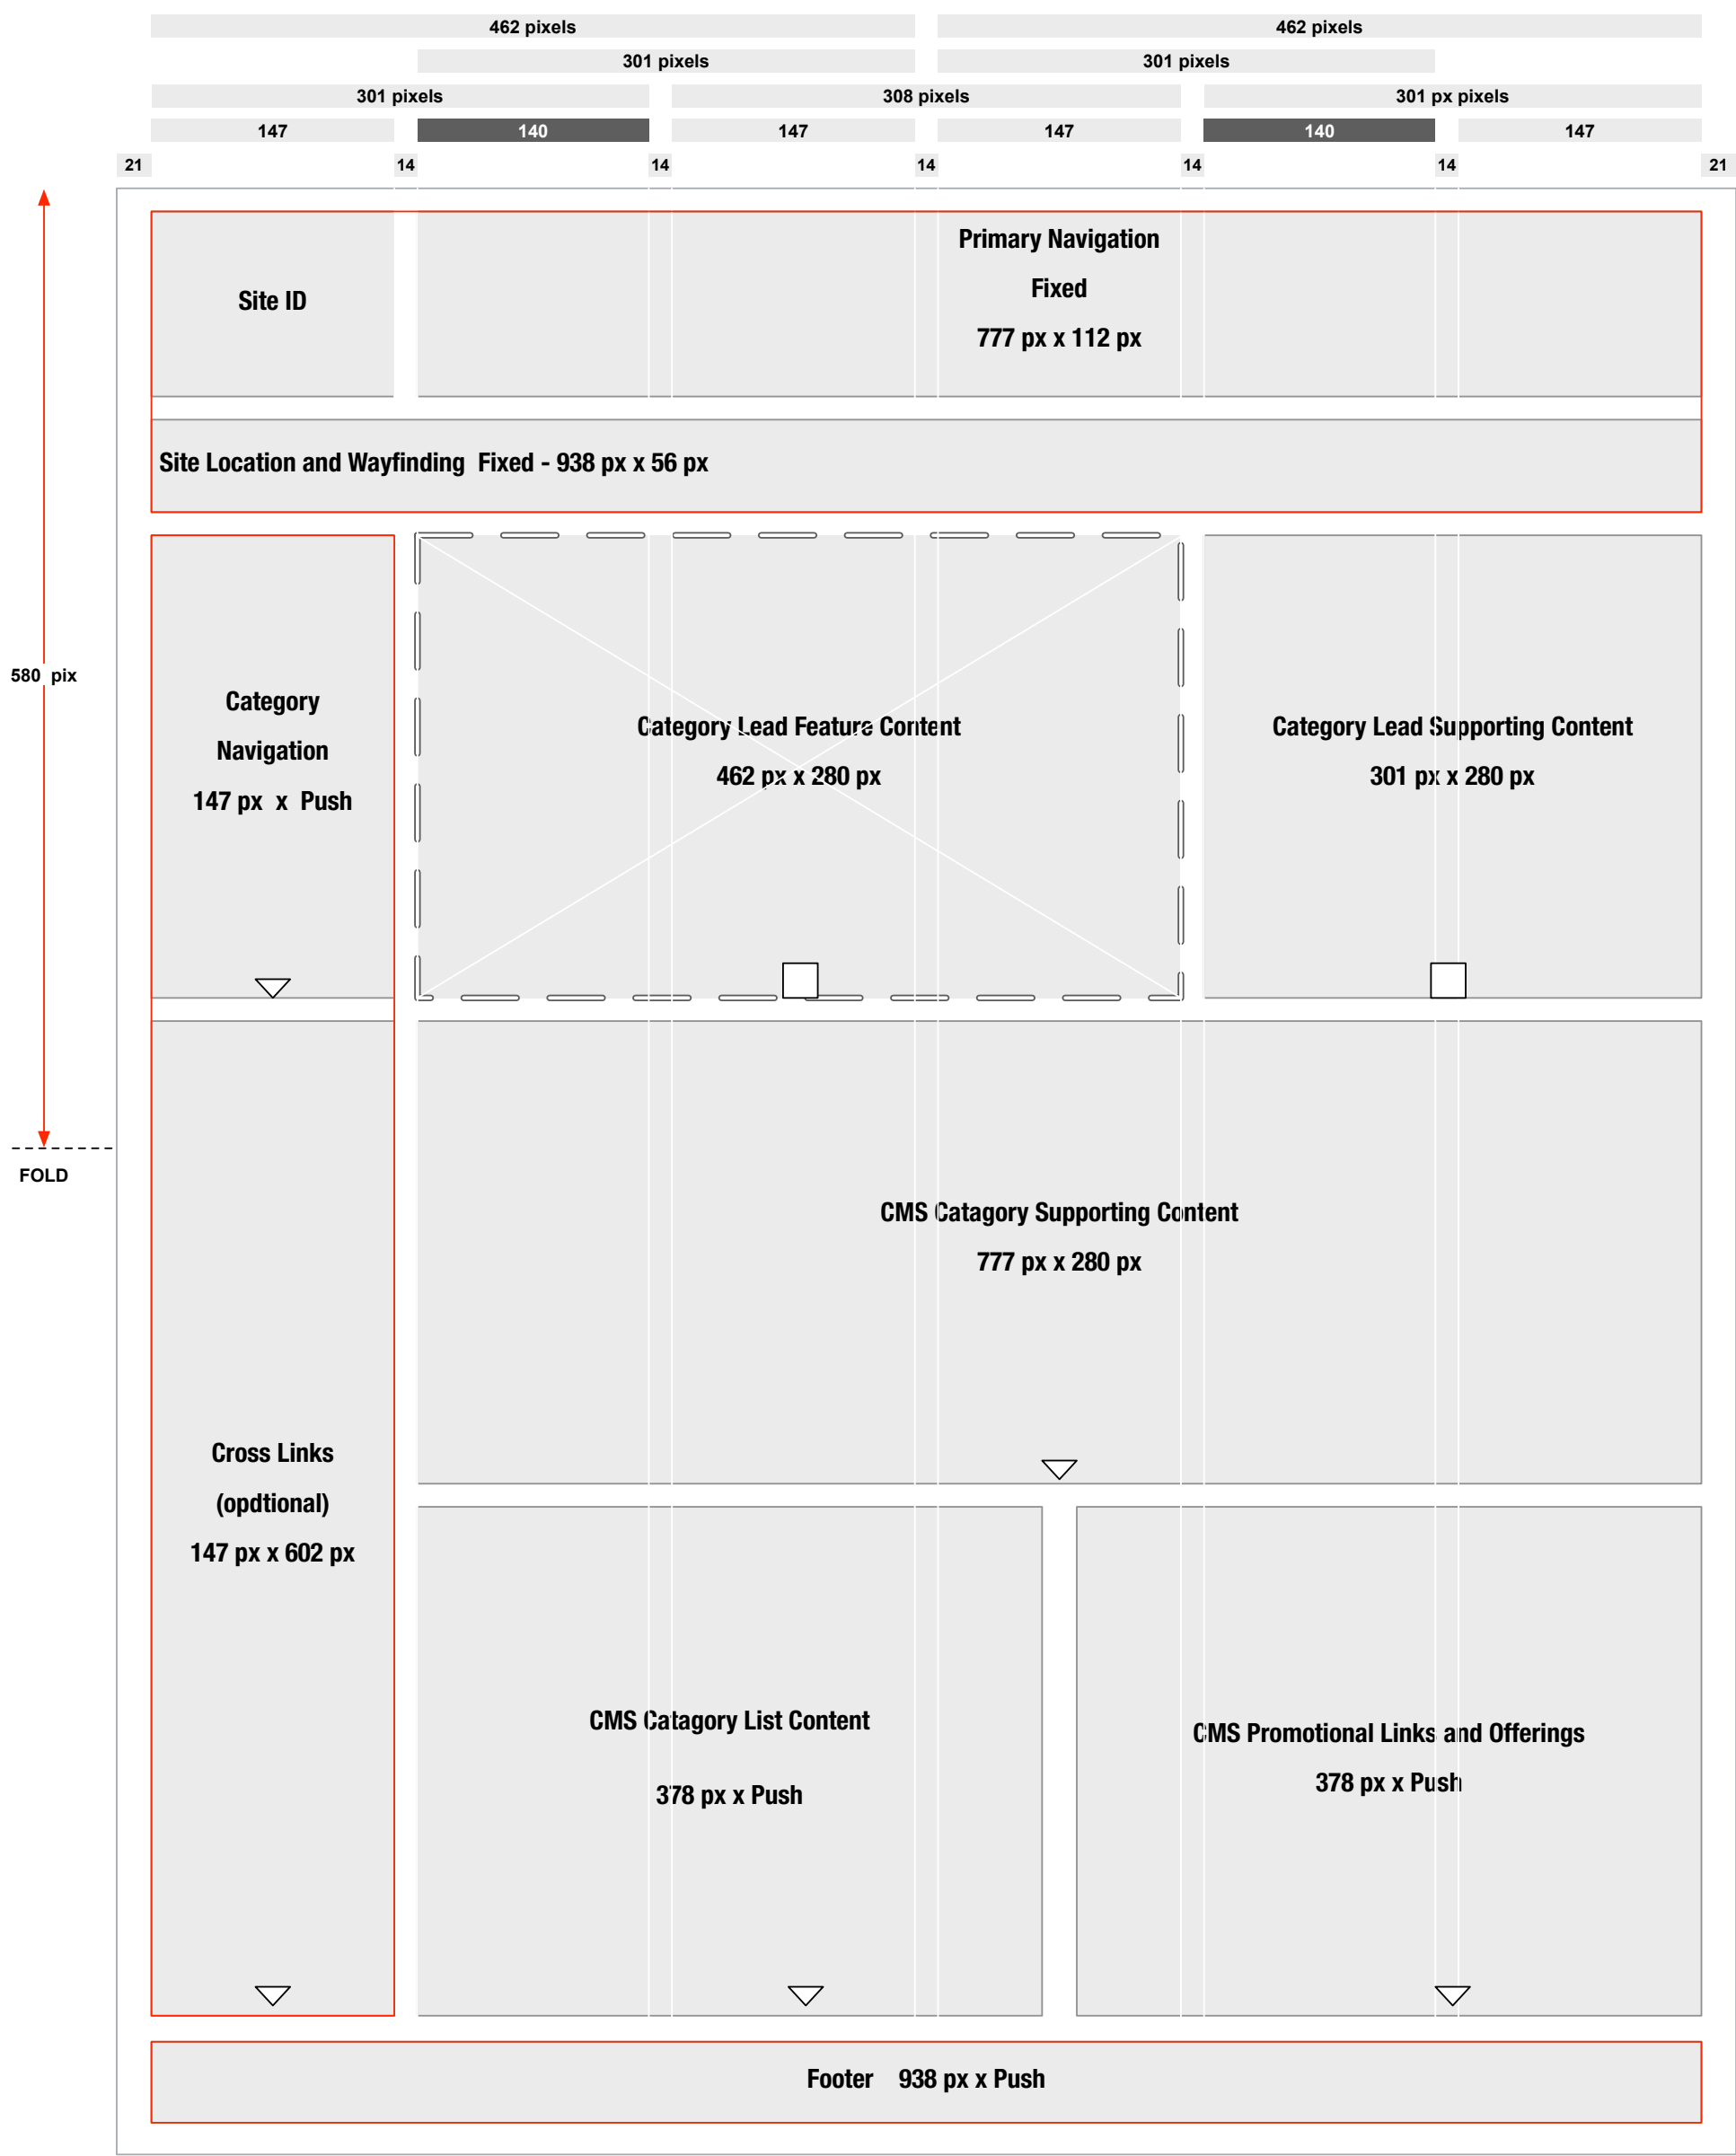 462 pixels 462 pixels
301 pixels 301 pixels
301 pixels 308 pixels 301 px pixels
147 140 147 147 140 147
21 14 14 14 14 14 21
Site ID
Primary Navigation
Fixed
777 px x 112 px
Site Location and Wayfinding Fixed - 938 px x 56 px
580 pix
FOLD
Category
Navigation
147 px x Push
Category Lead Feature Content
462 px x 280 px
Category Lead Supporting Content
301 px x 280 px
CMS Catagory Supporting Content
777 px x 280 px
Cross Links
(opdtional)
147 px x 602 px
CMS Catagory List Content
378 px x Push
CMS Promotional Links and Offerings
378 px x Push
Footer 938 px x Push